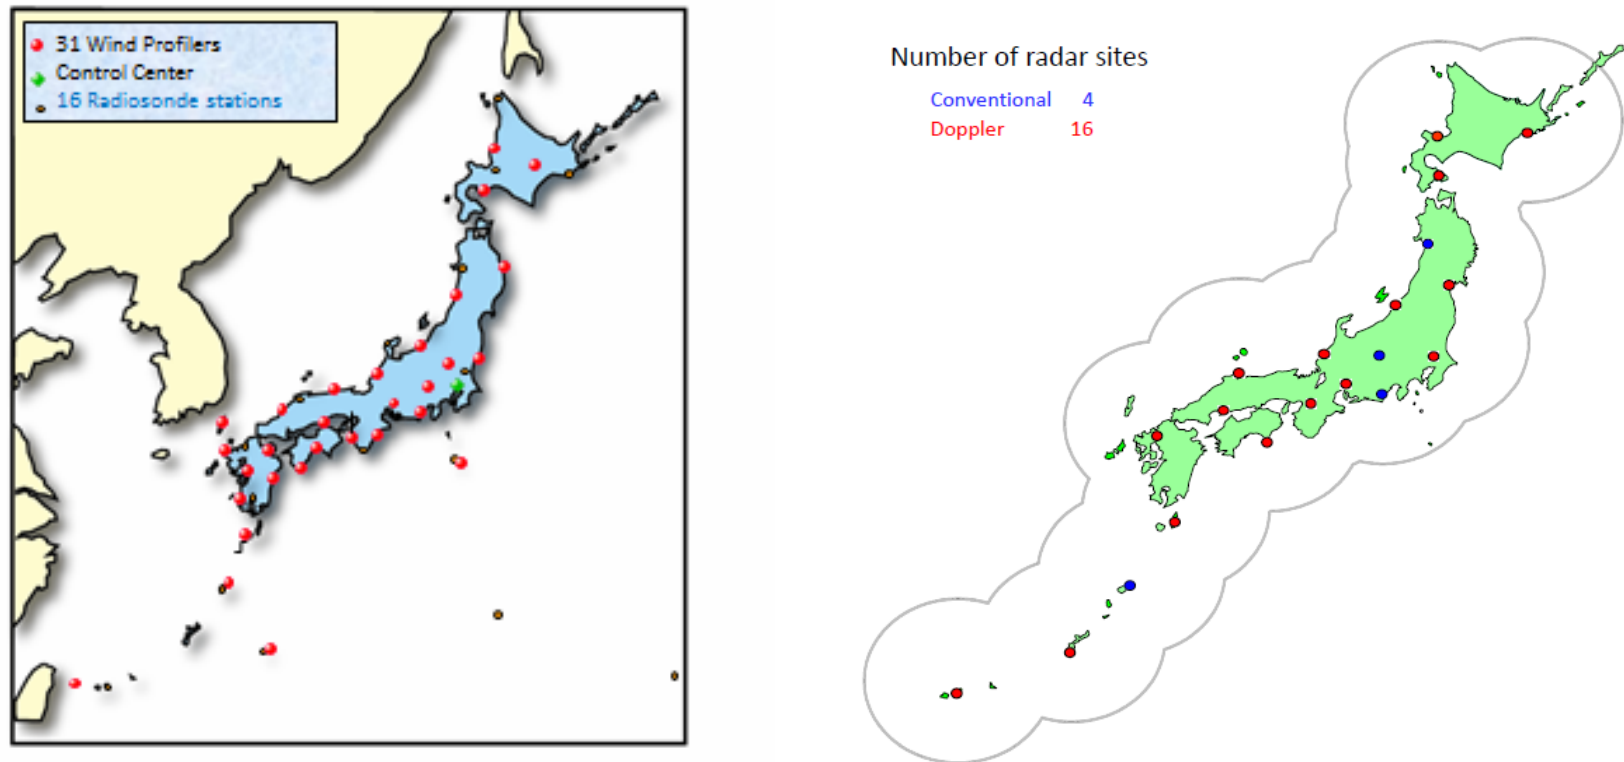 31 Wind Profilers
Control Center
16 Radiosonde stations
Number of radar sites
Conventional 4
Doppler 16